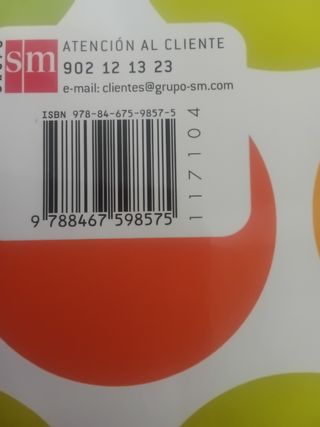 sm
ATENCIÓN AL CLIENTE
902 12 13 23
e-mail: clientes@grupo-sm.com
ISBN 978-84-675-9857-5
9 788467 598575
117104